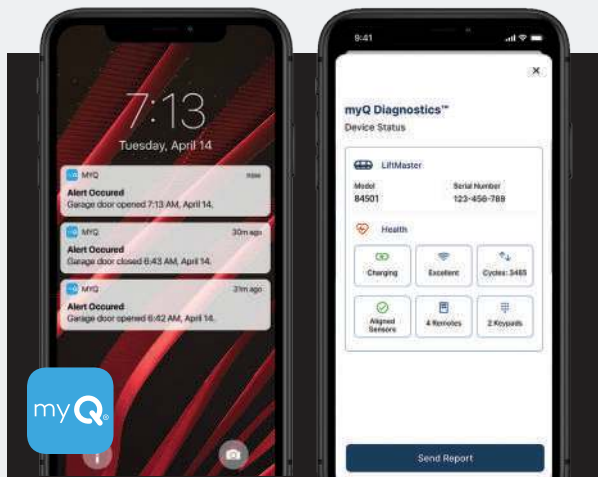 7:13
Tuesday, April 14
MYQ now
Alert Occured
Garage door opened 7:13 AM, April 14.
MYQ 30m ago
Alert Occured
Garage door closed 6:43 AM, April 14.
MYQ 31m ago
Alert Occured
Garage door opened 6:42 AM, April 14.
myQ®
9:41
myQ Diagnostics™
Device Status
LiftMaster
Model Serial Number
84501 123-456-789
Health
Charging Excellent Cycles: 3485
Aligned Sensors 4 Remotes 2 Keypads
Send Report